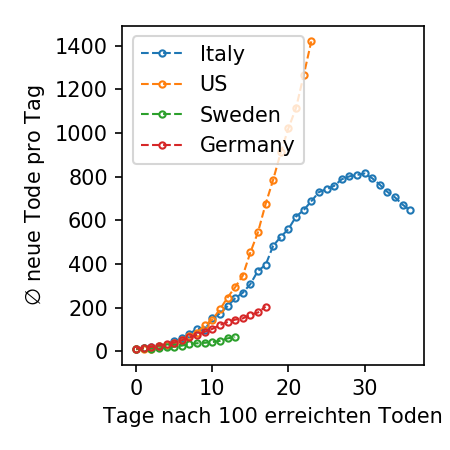 1400
1200
1000
800
600
400
200
0
∅ neue Tode pro Tag
Italy
US
Sweden
Germany
0 10 20 30
Tage nach 100 erreichten Toden